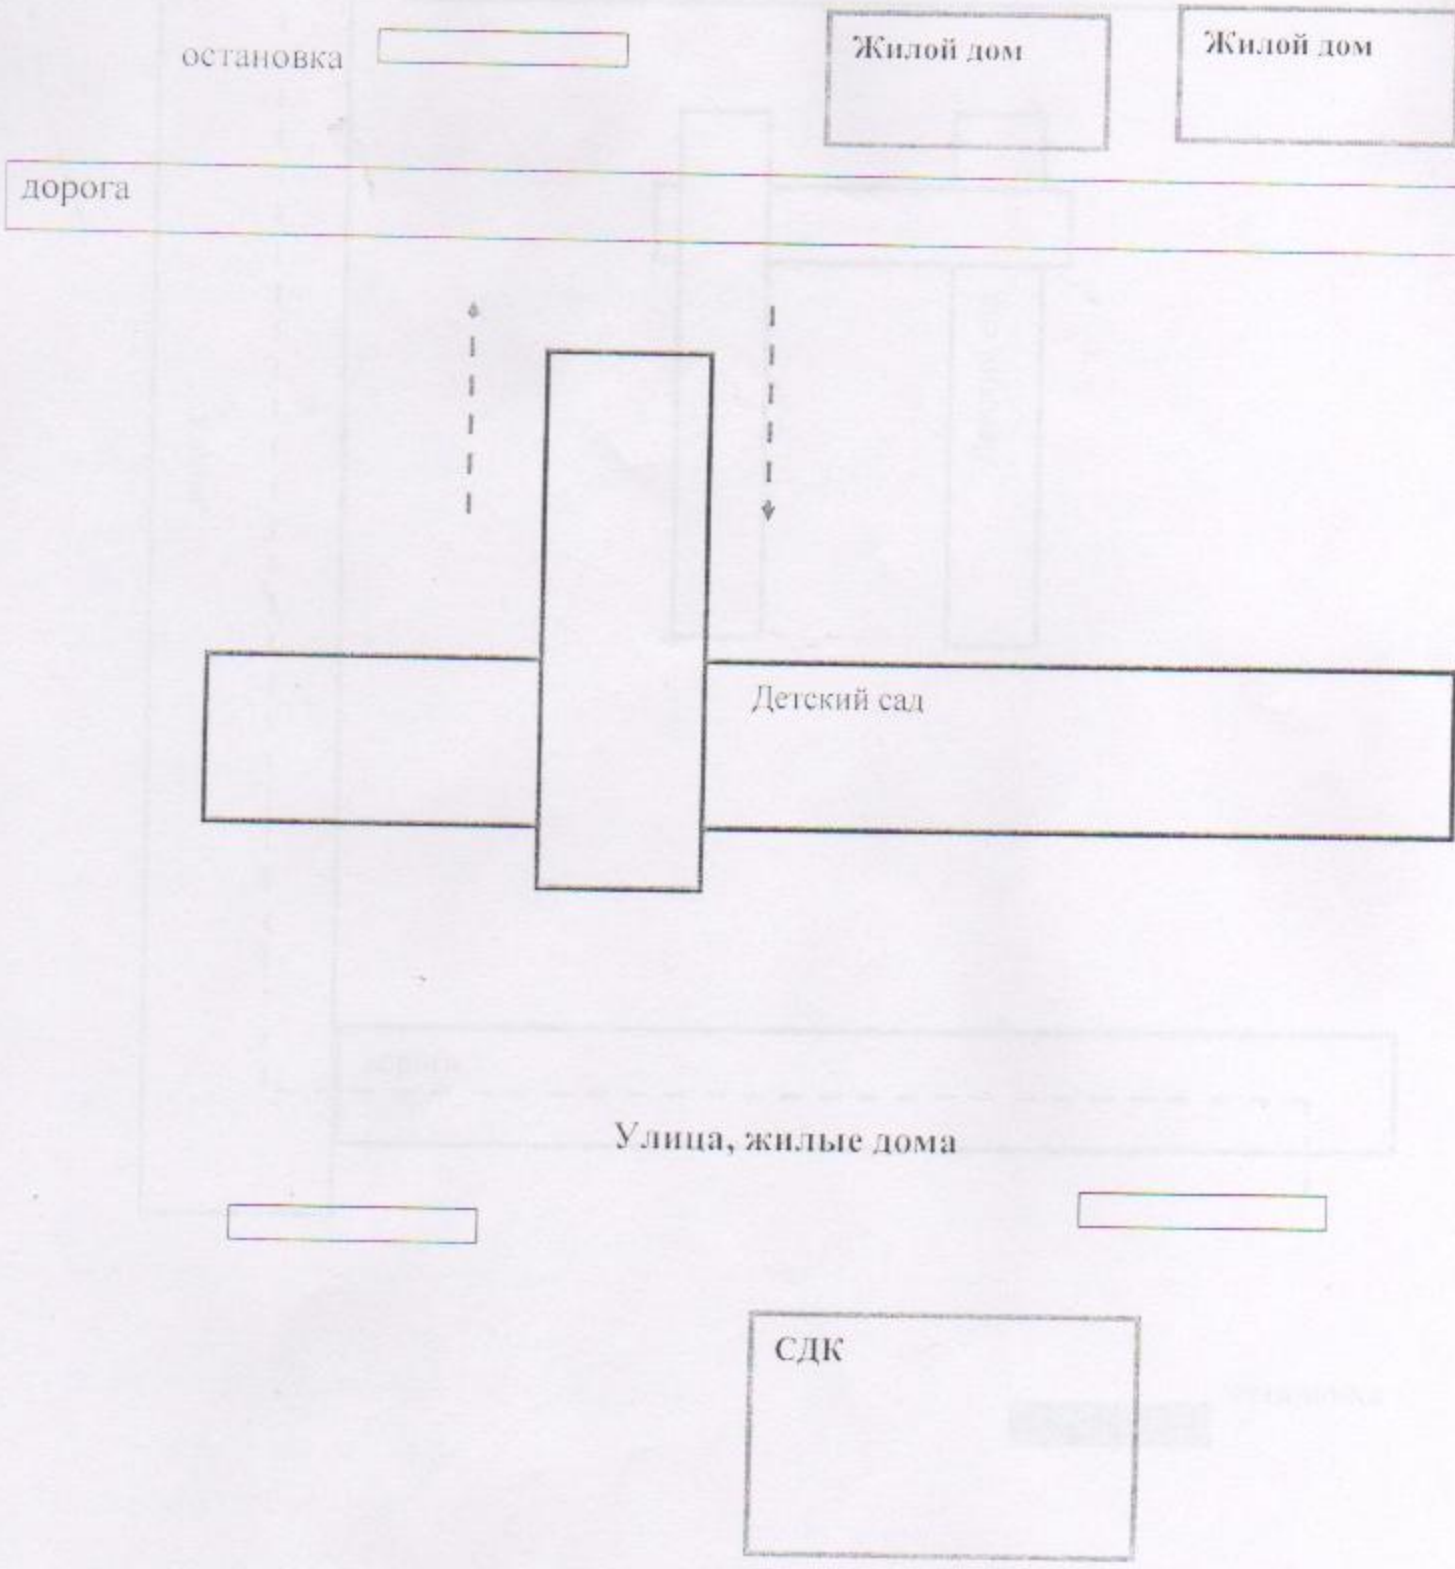 остановка
Жилой дом
Жилой дом
дорога
Детский сад
Улица, жилые дома
СДК